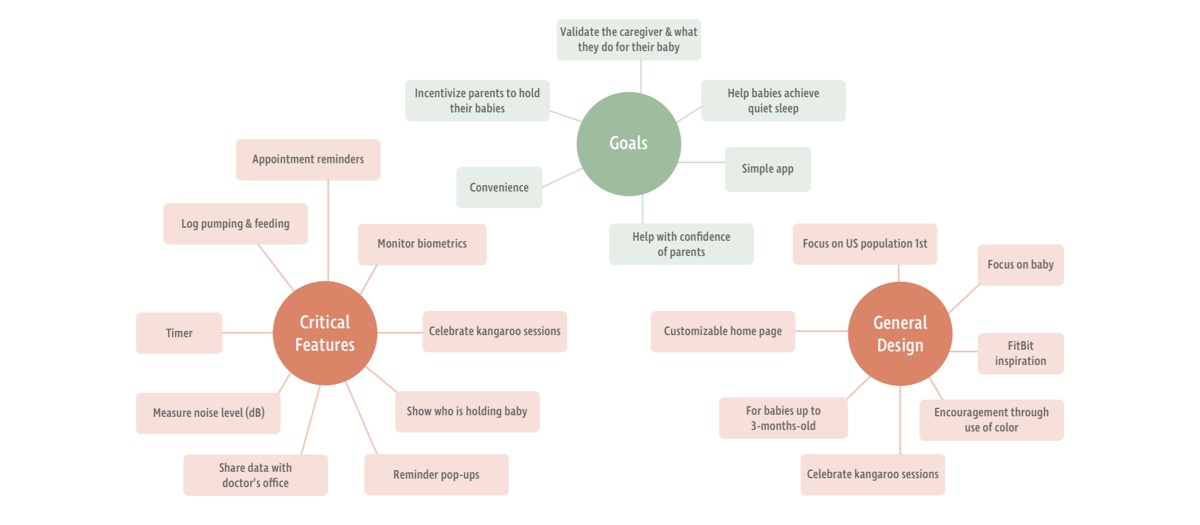 Validate the caregiver & what
they do for their baby
Incentivize parents to hold
their babies
Help babies achieve
quiet sleep
Goals
Simple app
Convenience
Help with confidence
of parents
Appointment reminders
Log pumping & feeding
Monitor biometrics
Critical
Features
Timer
Celebrate kangaroo sessions
Measure noise level (dB)
Show who is holding baby
Share data with
doctor's office
Reminder pop-ups
Focus on US population 1st
Focus on baby
General
Design
Customizable home page
FitBit
inspiration
For babies up to
3-months-old
Encouragement through
use of color
Celebrate kangaroo sessions